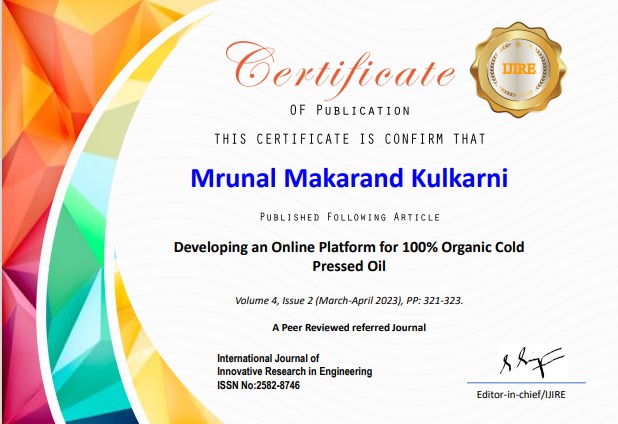 Certificate
IJIRE
OF PUBLICATION
THIS CERTIFICATE IS CONFIRM THAT
Mrunal Makarand Kulkarni
PUBLISHED FOLLOWING ARTICLE
Developing an Online Platform for 100% Organic Cold
Pressed Oil
Volume 4, Issue 2 (March-April 2023), PP: 321-323.
A Peer Reviewed referred Journal
International Journal of
Innovative Research in Engineering
ISSN No:2582-8746
Editor-in-chief/IJIRE